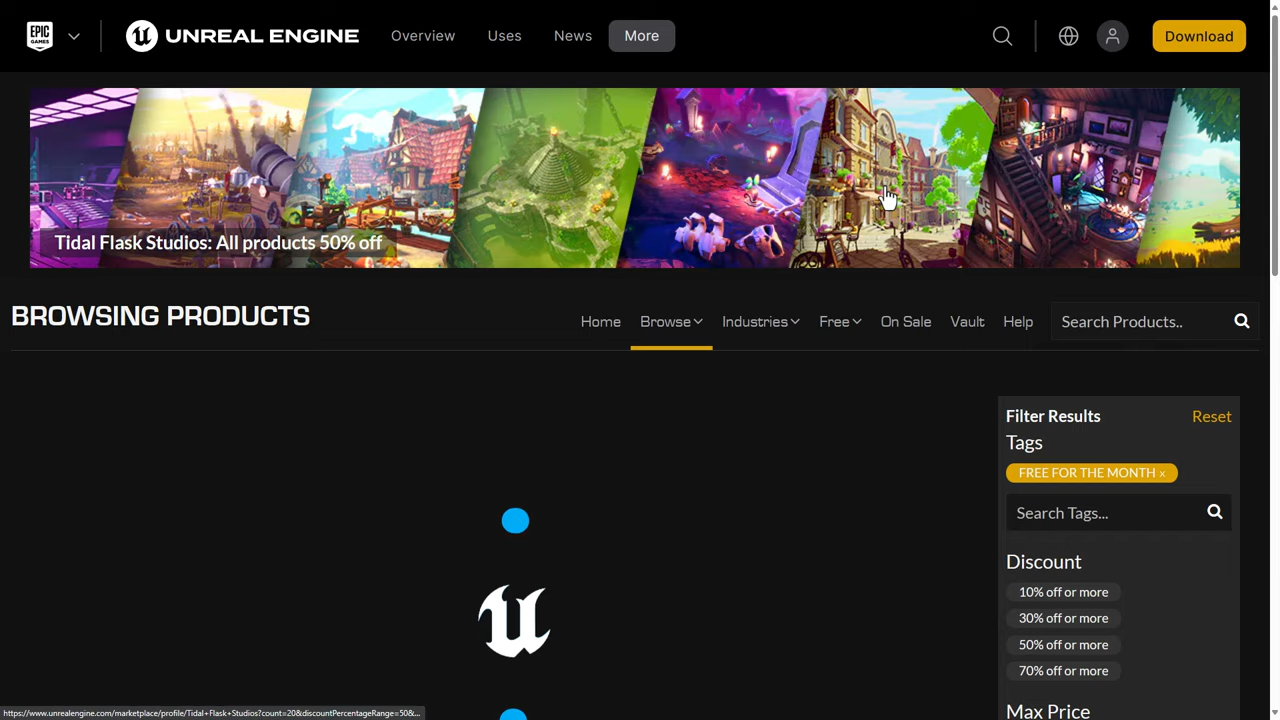 EPIC GAMES
UNREAL ENGINE
Overview
Uses
News
More
Download
Tidal Flask Studios: All products 50% off
BROWSING PRODUCTS
Home
Browse
Industries
Free
On Sale
Vault
Help
Search Products..
Filter Results
Reset
Tags
FREE FOR THE MONTH x
Search Tags...
Discount
10% off or more
30% off or more
50% off or more
70% off or more
Max Price
https://www.unrealengine.com/marketplace/profile/Tidal+Flask+Studios?count=20&discountPercentageRange=50&...